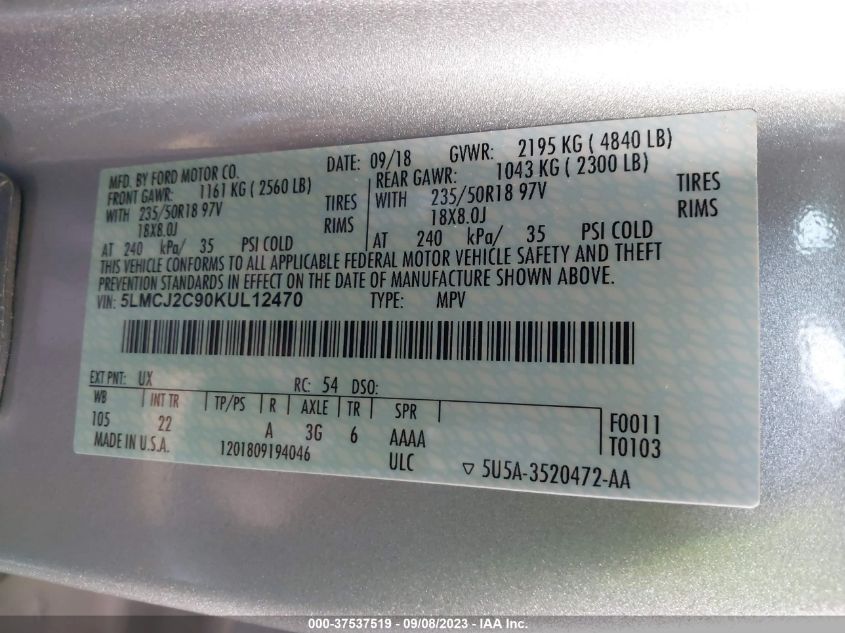 MFD. BY FORD MOTOR CO. DATE: 09/18 GVWR: 2195 KG ( 4840 LB)
FRONT GAWR: 1161 KG ( 2560 LB) REAR GAWR: 1043 KG ( 2300 LB)
WITH 235/50R18 97V TIRES WITH 235/50R18 97V TIRES
18X8.0J RIMS 18X8.0J RIMS
AT 240 kPa/ 35 PSI COLD AT 240 kPa/ 35 PSI COLD
THIS VEHICLE CONFORMS TO ALL APPLICABLE FEDERAL MOTOR VEHICLE SAFETY AND THEFT
PREVENTION STANDARDS IN EFFECT ON THE DATE OF MANUFACTURE SHOWN ABOVE.
VIN: 5LMCJ2C90KUL12470 TYPE: MPV
EXT PNT: UX RC: 54 DSO:
WB INT TR TP/PS R AXLE TR SPR
105 22 A 3G 6 AAAA F0011
MADE IN U.S.A. 1201809194046 ULC T0103
▽ 5U5A-3520472-AA
000-37537519 - 09/08/2023 - IAA Inc.